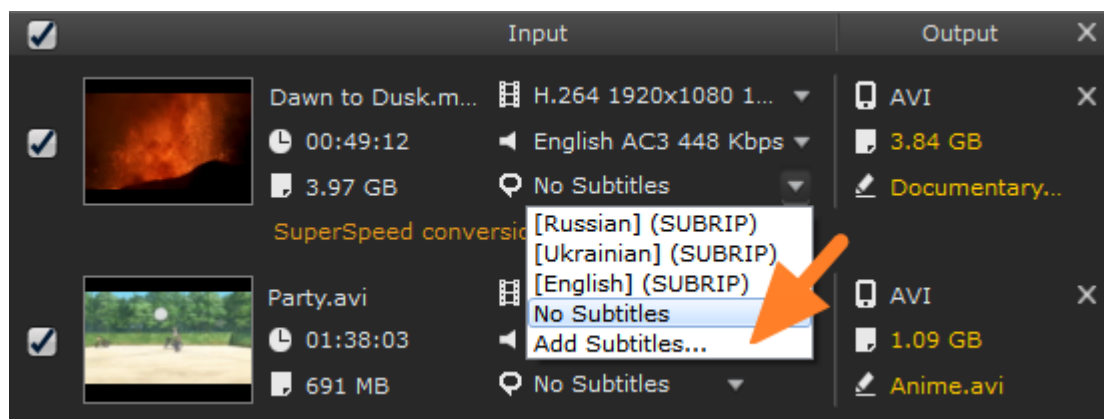 Input
Output
Dawn to Dusk.m...
H.264 1920x1080 1...
AVI
00:49:12
English AC3 448 Kbps
3.84 GB
3.97 GB
No Subtitles
Documentary...
SuperSpeed conversio
[Russian] (SUBRIP)
[Ukrainian] (SUBRIP)
[English] (SUBRIP)
No Subtitles
Add Subtitles...
Party.avi
AVI
01:38:03
1.09 GB
691 MB
No Subtitles
Anime.avi